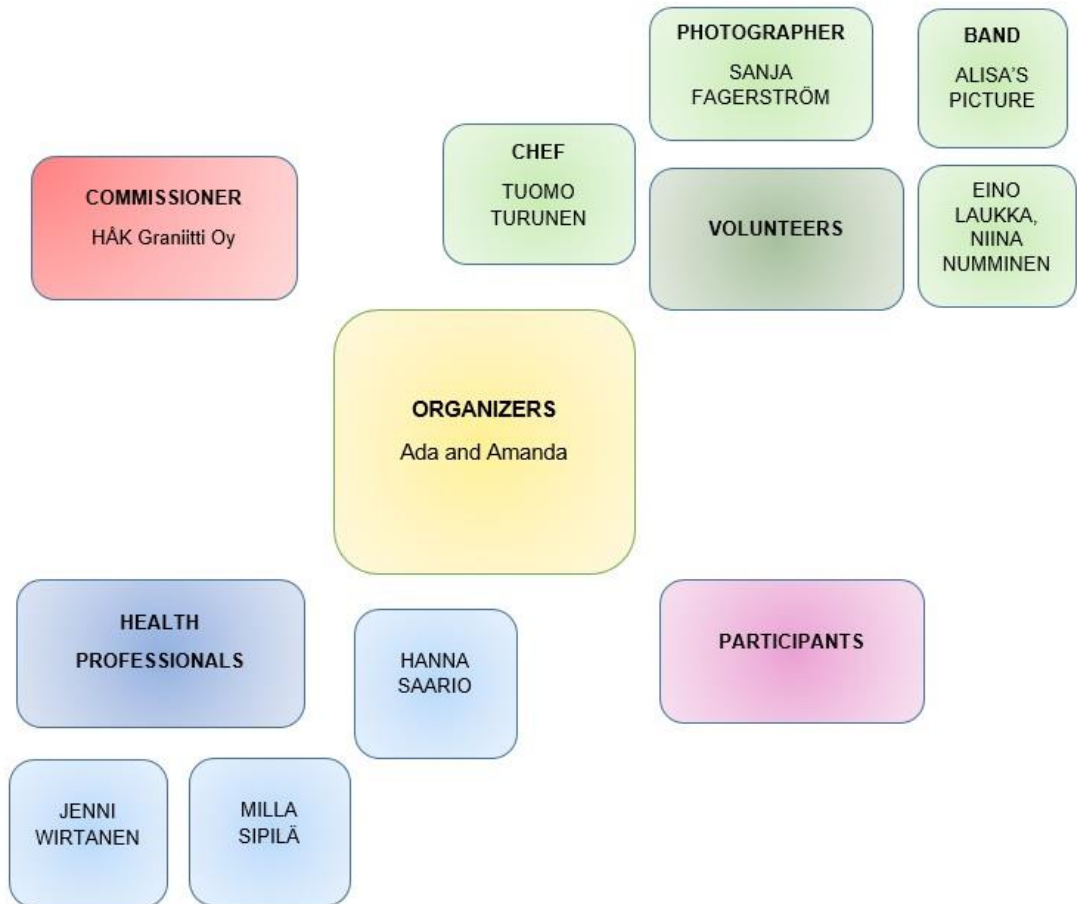 PHOTOGRAPHER
SANJA
FAGERSTRÖM
BAND
ALISA'S
PICTURE
CHEF
TUOMO
TURUNEN
COMMISSIONER
HÅK Graniitti Oy
VOLUNTEERS
EINO
LAUKKA,
NIINA
NUMMINEN
ORGANIZERS
Ada and Amanda
HEALTH
PROFESSIONALS
HANNA
SAARIO
PARTICIPANTS
JENNI
WIRTANEN
MILLA
SIPILÄ